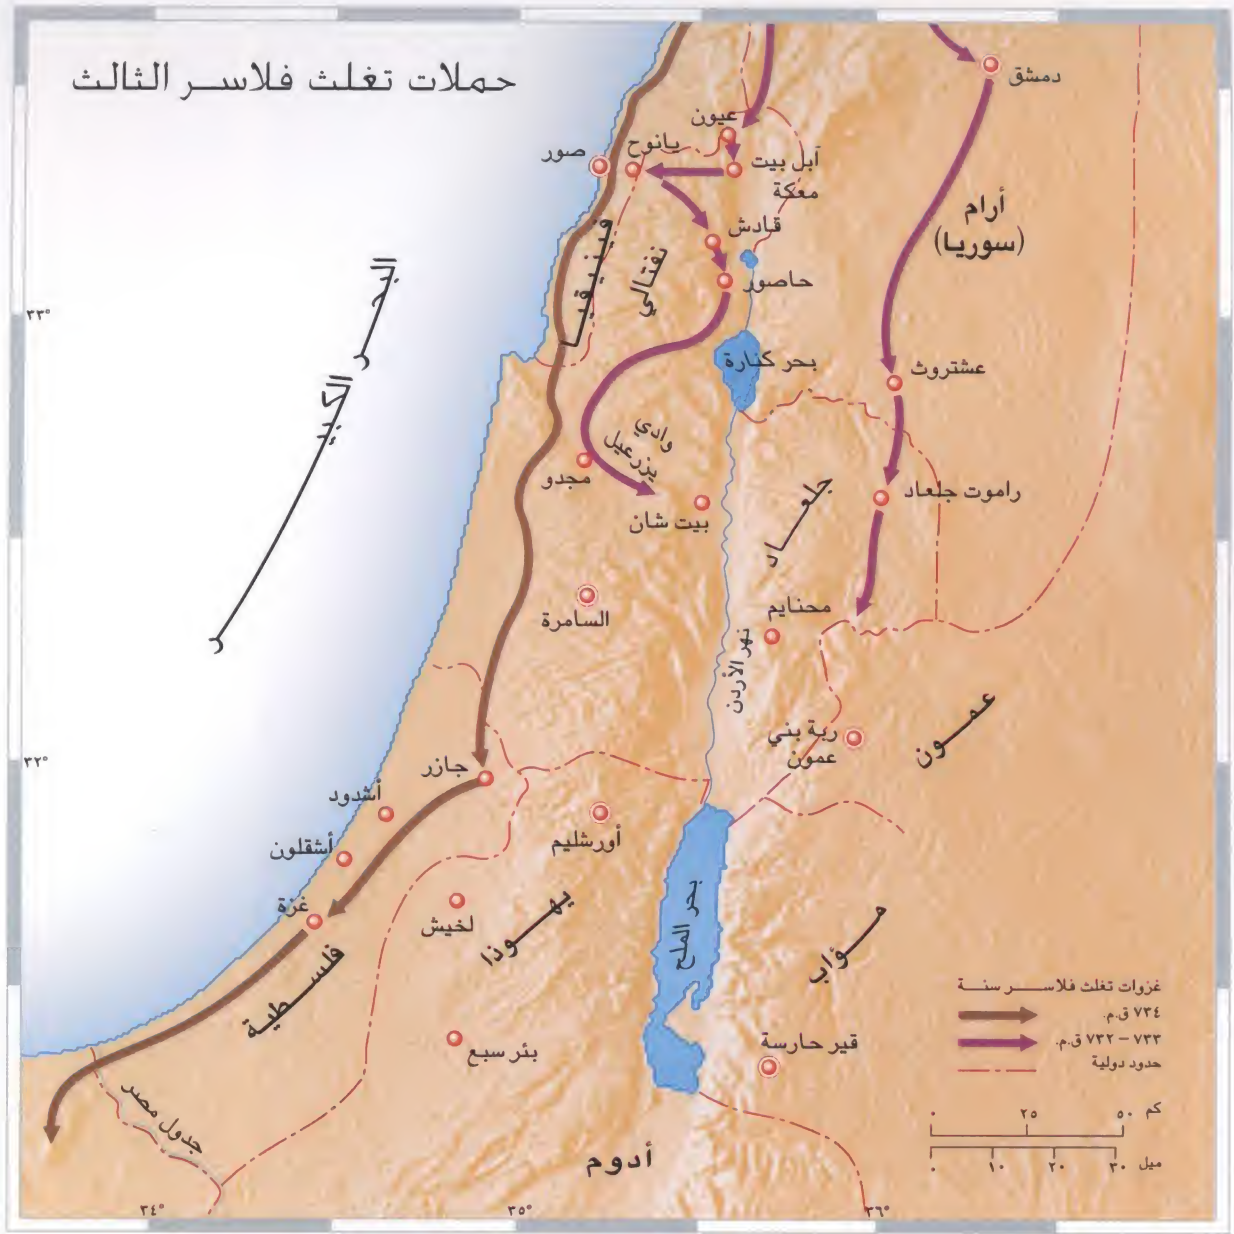 حملات تغلث فلاسر الثالث
دمشق
عيون
يانوح
صور
آبل بيت
معكة
أرام
(سوريا)
قادش
فينيقيا
نفتالي
حاصور
البحر الكبير
٣٣°
بحر كنارة
عشتروث
وادي
يزرعيل
مجدو
راموت جلعاد
بيت شان
جلعاد
السامرة
محنايم
نهر الأردن
عمون
ربة بني
عمون
٣٢°
جازر
أشدود
أورشليم
أشقلون
غزة
لخيش
يهوذا
بحر الملح
مؤاب
فلسطية
بئر سبع
قير حارسة
جدول مصر
أدوم
غزوات تغلث فلاسر سنة
٧٣٤ ق.م.
٧٣٣ – ٧٣٢ ق.م.
حدود دولية
٠ ٢٥ ٥٠ كم
٠ ١٠ ٢٠ ٣٠ ميل
٣٤° ٣٥° ٣٦°